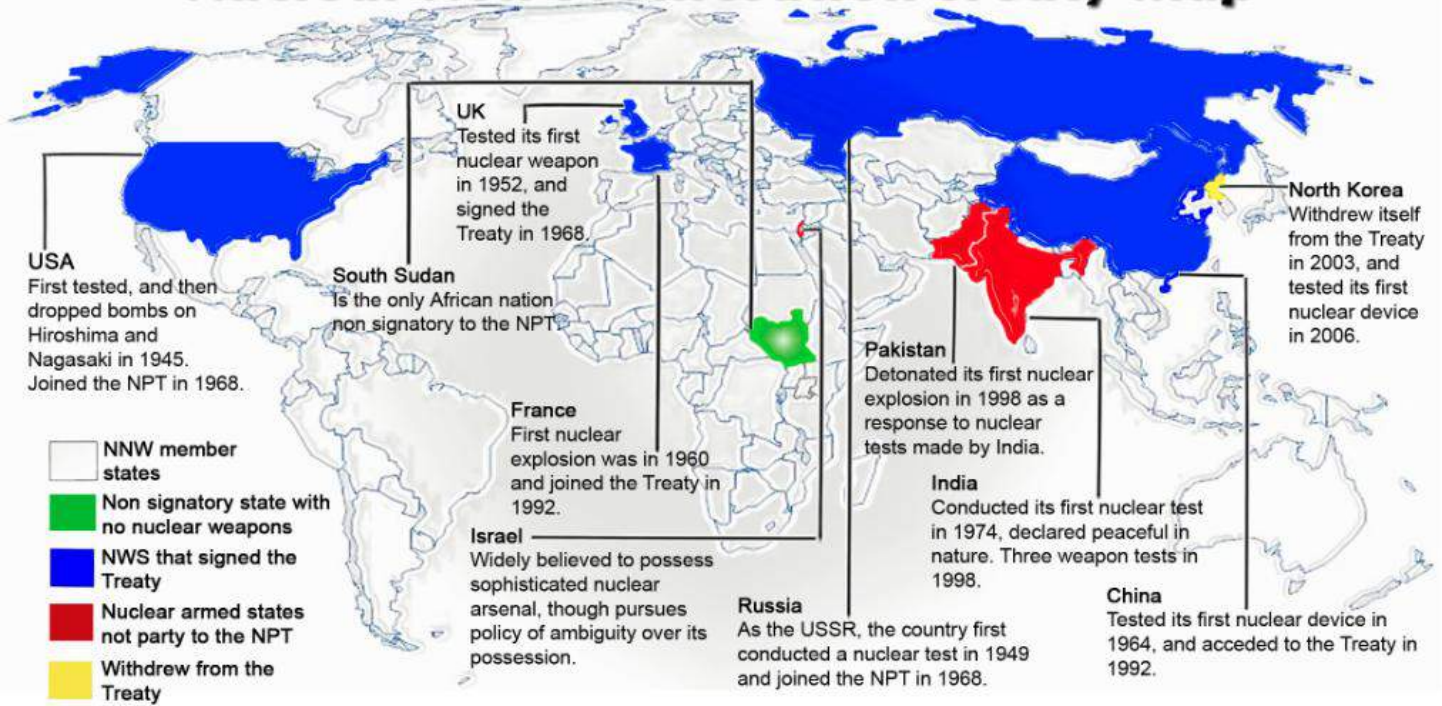 UK
Tested its first
nuclear weapon
in 1952, and
signed the
Treaty in 1968.
North Korea
Withdrew itself
from the Treaty
in 2003, and
tested its first
nuclear device
in 2006.
USA
First tested, and then
dropped bombs on
Hiroshima and
Nagasaki in 1945.
Joined the NPT in 1968.
South Sudan
Is the only African nation
non signatory to the NPT.
Pakistan
Detonated its first nuclear
explosion in 1998 as a
response to nuclear
tests made by India.
France
First nuclear
explosion was in 1960
and joined the Treaty in
1992.
India
Conducted its first nuclear test
in 1974, declared peaceful in
nature. Three weapon tests in
1998.
Israel
Widely believed to possess
sophisticated nuclear
arsenal, though pursues
policy of ambiguity over its
possession.
Russia
As the USSR, the country first
conducted a nuclear test in 1949
and joined the NPT in 1968.
China
Tested its first nuclear device in
1964, and acceded to the Treaty in
1992.
NNW member
states
Non signatory state with
no nuclear weapons
NWS that signed the
Treaty
Nuclear armed states
not party to the NPT
Withdrew from the
Treaty